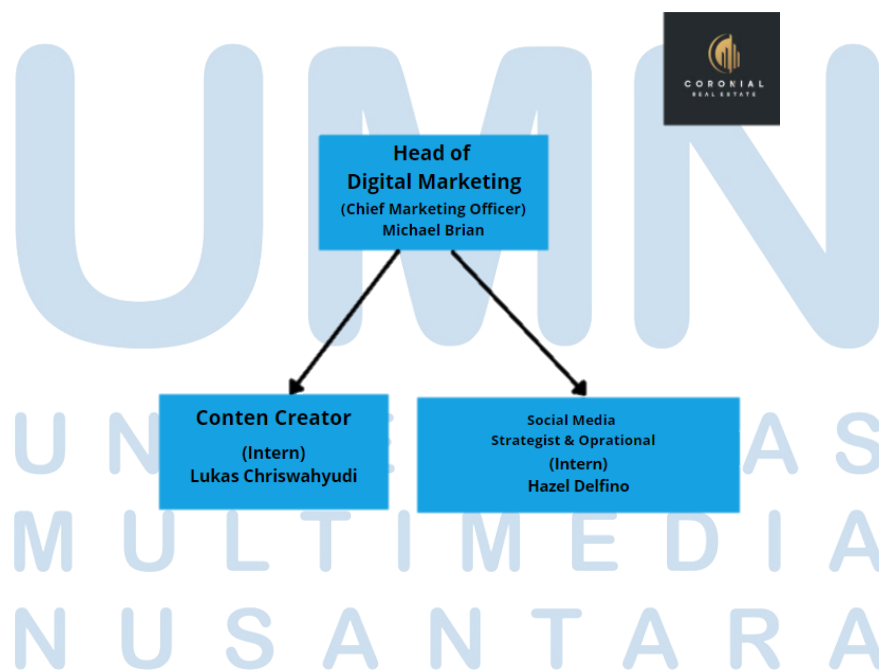 UMN
CORONIAL
REAL ESTATE
Head of
Digital Marketing
(Chief Marketing Officer)
Michael Brian
Conten Creator
(Intern)
Lukas Chriswahyudi
Social Media
Strategist & Oprational
(Intern)
Hazel Delfino
MULTIMEDIA
NUSANTARA